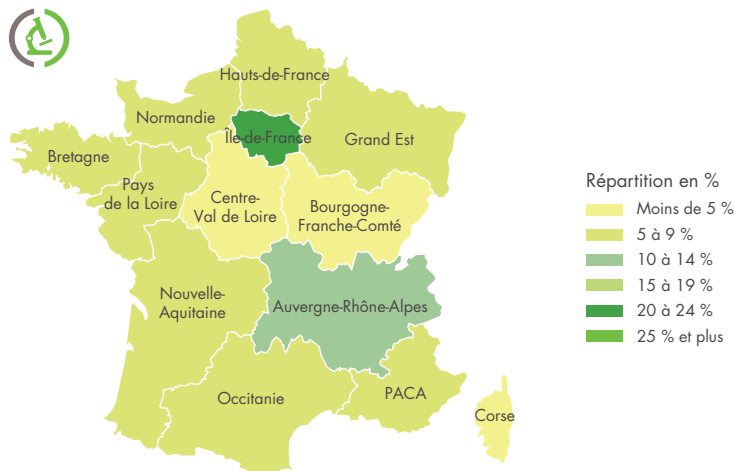 Hauts-de-France
Normandie
Île-de-France
Grand Est
Bretagne
Pays
de la Loire
Centre-
Val de Loire
Bourgogne-
Franche-Comté
Nouvelle-
Aquitaine
Auvergne-Rhône-Alpes
Occitanie
PACA
Corse
Répartition en %
Moins de 5 %
5 à 9 %
10 à 14 %
15 à 19 %
20 à 24 %
25 % et plus